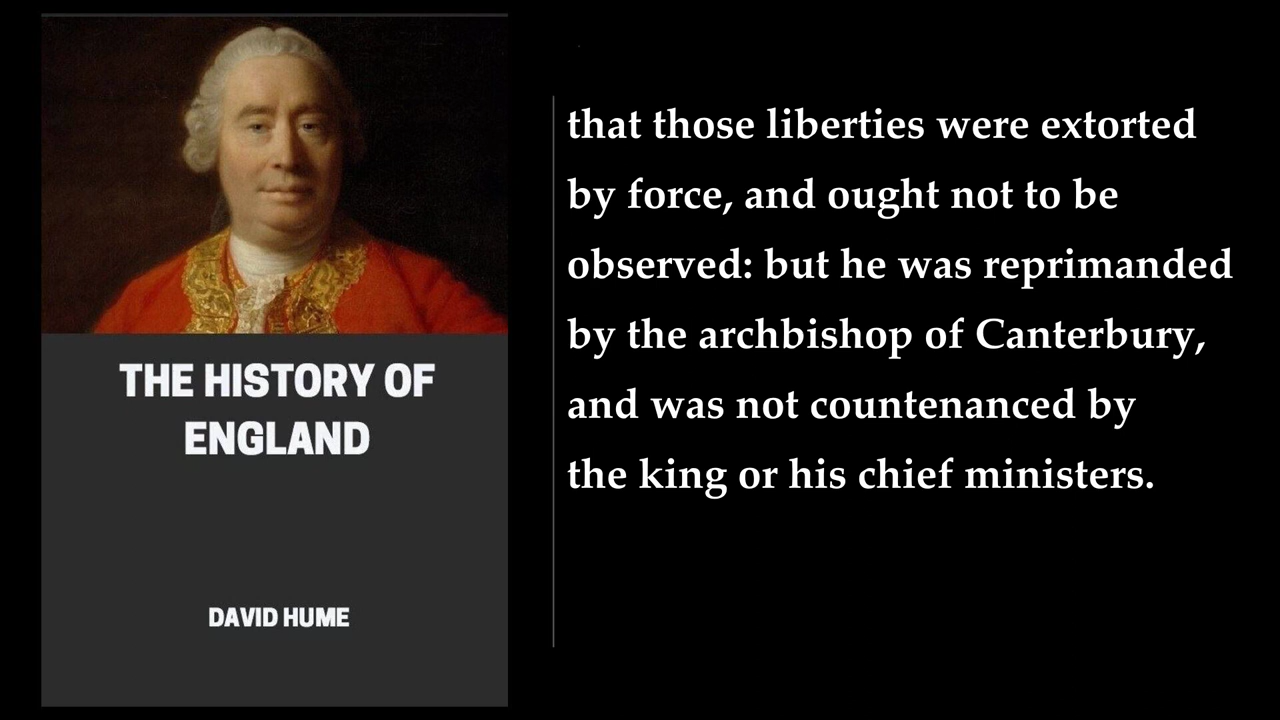 THE HISTORY OF
ENGLAND
DAVID HUME
that those liberties were extorted
by force, and ought not to be
observed: but he was reprimanded
by the archbishop of Canterbury,
and was not countenanced by
the king or his chief ministers.